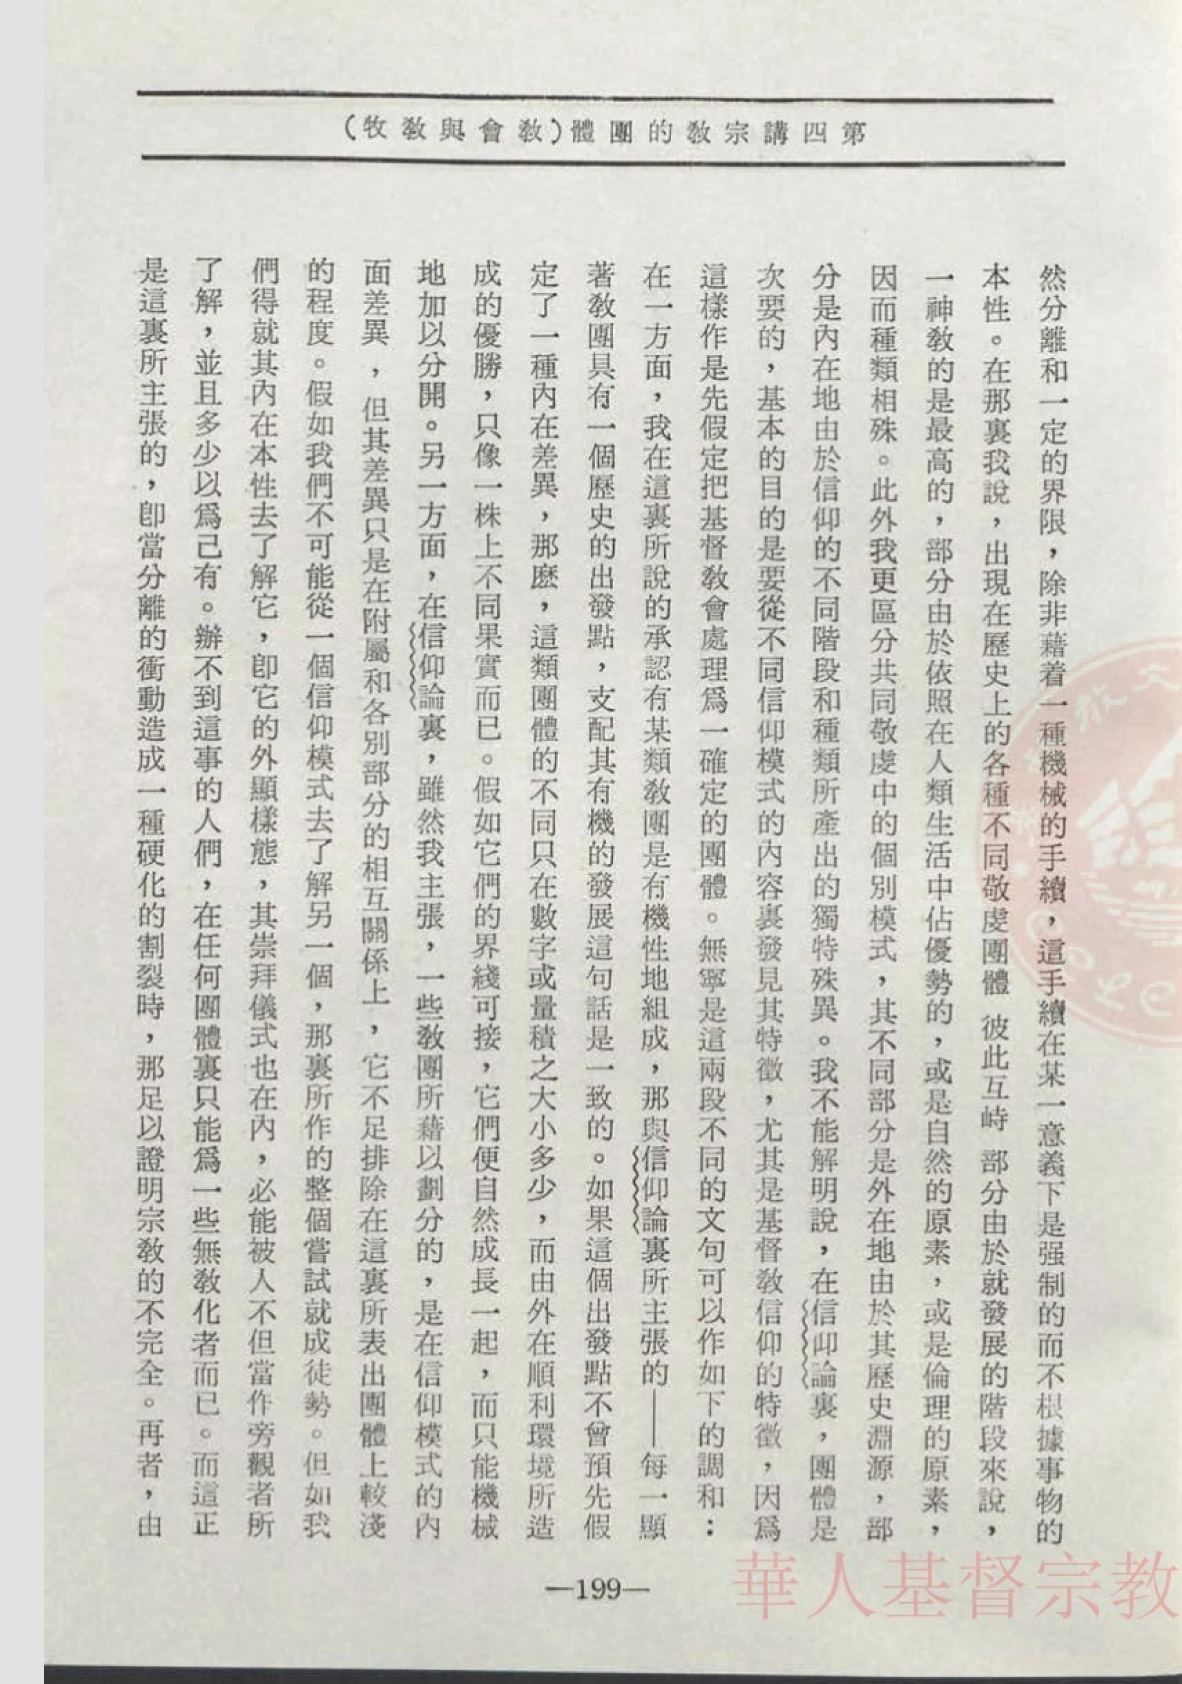 第四講宗教的團體（教會與教牧）
然分離和一定的界限，除非藉着一種機械的手續，這手續在某一意義下是强制的而不根據事物的
本性。在那裏我說，出現在歷史上的各種不同敬虔團體 彼此互峙 部分由於就發展的階段來說，
一神教的是最高的，部分由於依照在人類生活中佔優勢的，或是自然的原素，或是倫理的原素，
因而種類相殊。此外我更區分共同敬虔中的個別模式，其不同部分是外在地由於其歷史淵源，部
分是內在地由於信仰的不同階段和種類所產出的獨特殊異。我不能解明說，在信仰論裏，團體是
次要的，基本的目的是要從不同信仰模式的內容裏發見其特徵，尤其是基督教信仰的特徵，因爲
這樣作是先假定把基督教會處理爲一確定的團體。無寧是這兩段不同的文句可以作如下的調和：
在一方面，我在這裏所說的承認有某類教團是有機性地組成，那與信仰論裏所主張的——每一顯
著教團具有一個歷史的出發點，支配其有機的發展這句話是一致的。如果這個出發點不曾預先假
定了一種內在差異，那麽，這類團體的不同只在數字或量積之大小多少，而由外在順利環境所造
成的優勝，只像一株上不同果實而已。假如它們的界綫可接，它們便自然成長一起，而只能機械
地加以分開。另一方面，在信仰論裏，雖然我主張，一些教團所藉以劃分的，是在信仰模式的內
面差異，但其差異只是在附屬和各別部分的相互關係上，它不足排除在這裏所表出團體上較淺
的程度。假如我們不可能從一個信仰模式去了解另一個，那裏所作的整個嘗試就成徒勢。但如我
們得就其內在本性去了解它，卽它的外顯樣態，其崇拜儀式也在內，必能被人不但當作旁觀者所
了解，並且多少以爲己有。辦不到這事的人們，在任何團體裏只能爲一些無教化者而已。而這正
是這裏所主張的，卽當分離的衝動造成一種硬化的割裂時，那足以證明宗教的不完全。再者，由
—199—
華人基督宗教